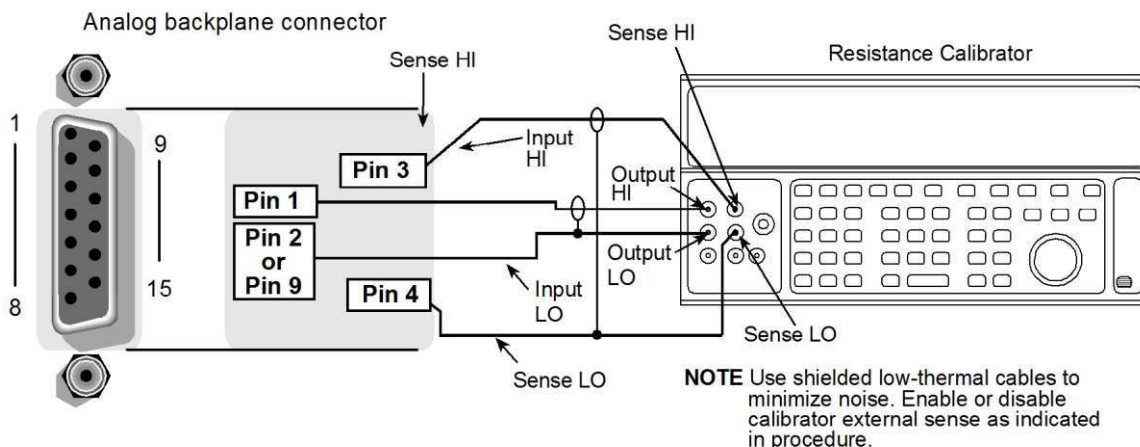 Analog backplane connector
Sense HI
Sense HI
Resistance Calibrator
1
9
Input
HI
Pin 3
Output
HI
Pin 1
Pin 2
or
Pin 9
Output
LO
8
15
Pin 4
Input
LO
Sense LO
Sense LO
NOTE Use shielded low-thermal cables to
minimize noise. Enable or disable
calibrator external sense as indicated
in procedure.